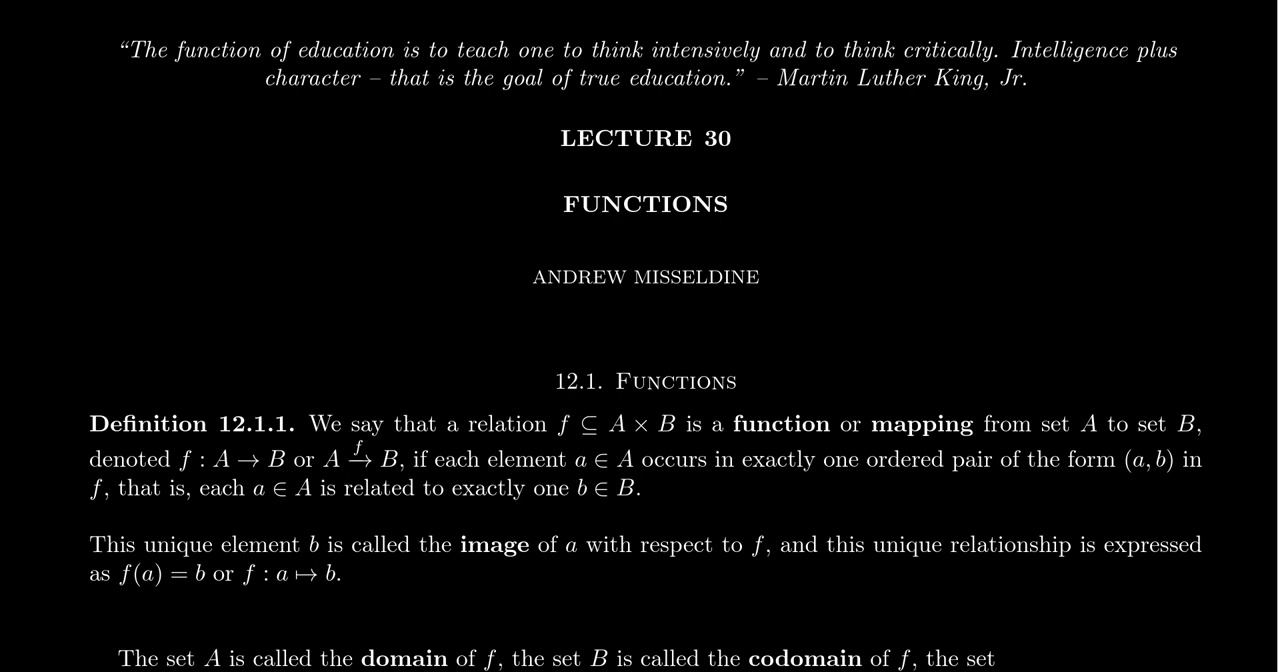 “The function of education is to teach one to think intensively and to think critically. Intelligence plus
character – that is the goal of true education.” – Martin Luther King, Jr.
LECTURE 30
FUNCTIONS
ANDREW MISSELDINE
12.1. Functions
Definition 12.1.1. We say that a relation f ⊆ A × B is a function or mapping from set A to set B,
denoted f : A → B or A →^f B, if each element a ∈ A occurs in exactly one ordered pair of the form (a, b) in
f, that is, each a ∈ A is related to exactly one b ∈ B.
This unique element b is called the image of a with respect to f, and this unique relationship is expressed
as f(a) = b or f : a ↦ b.
The set A is called the domain of f, the set B is called the codomain of f, the set